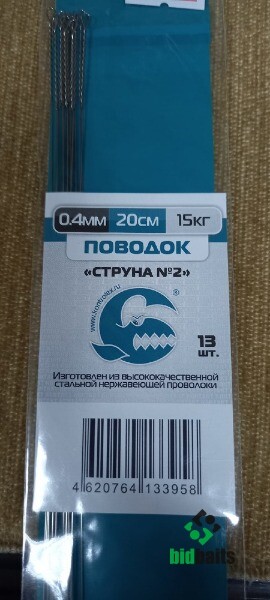 0.4мм 20см 15кг
ПОВОДОК
«СТРУНА №2»
®
13
шт.
Изготовлен из высококачественной
стальной нержавеющей проволоки
4 620764 133958
bidbaits